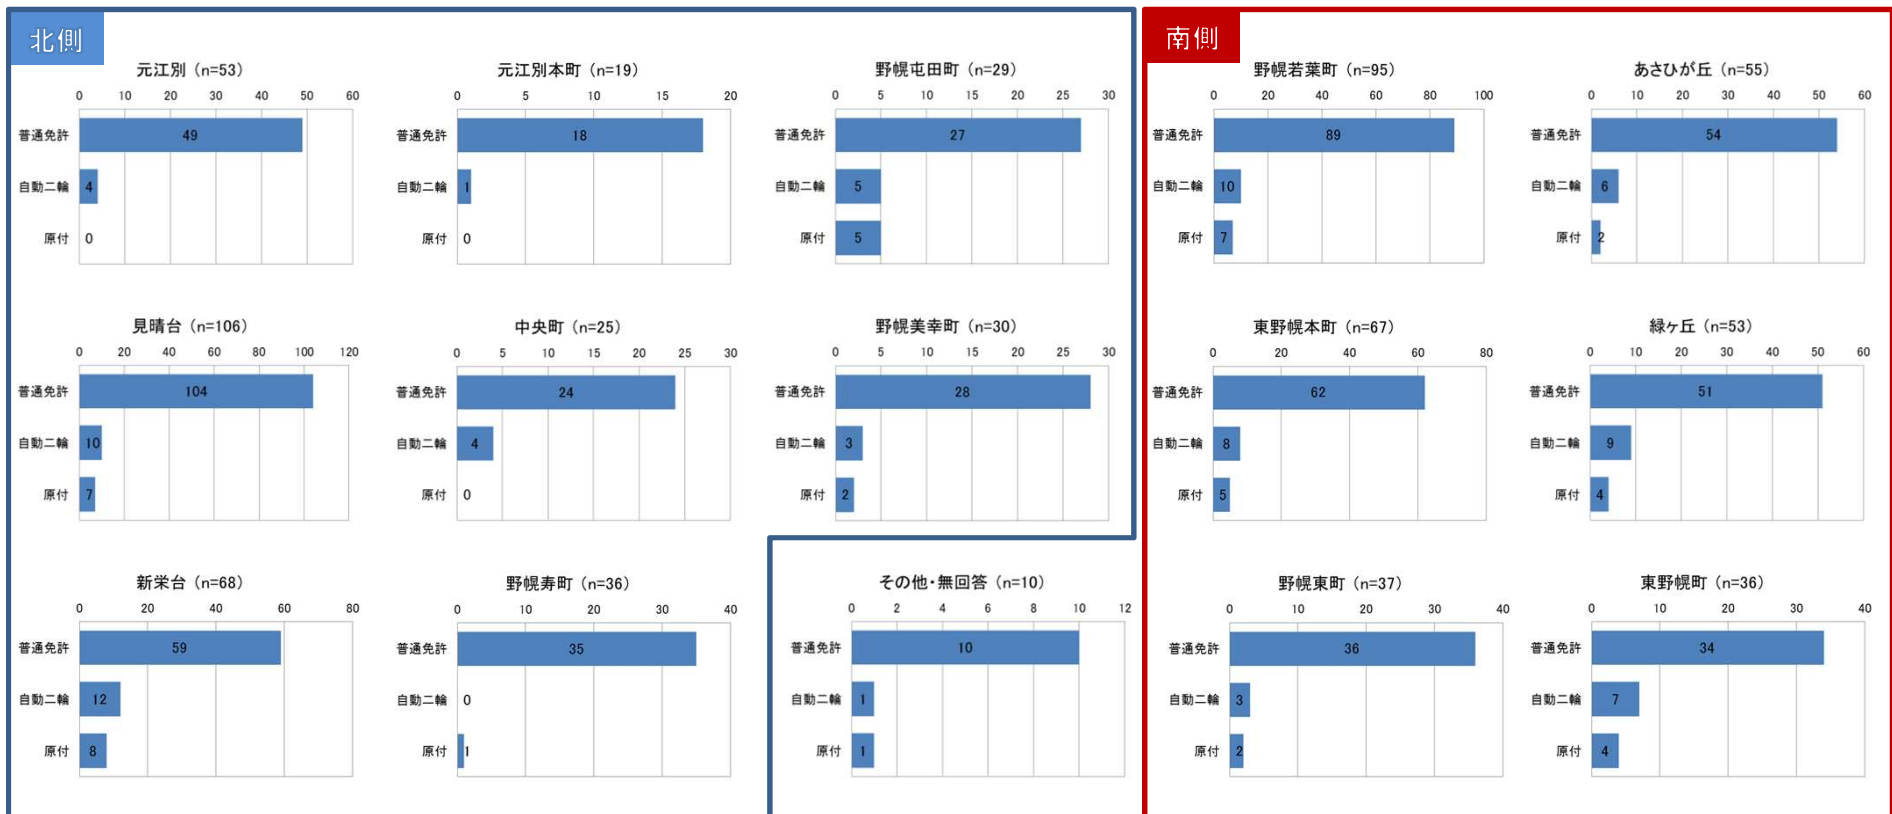 北側
元江別（n=53）
0 10 20 30 40 50 60
普通免許 49
自動二輪 4
原付 0
元江別本町（n=19）
0 5 10 15 20
普通免許 18
自動二輪 1
原付 0
野幌屯田町（n=29）
0 5 10 15 20 25 30
普通免許 27
自動二輪 5
原付 5
見晴台（n=106）
0 20 40 60 80 100 120
普通免許 104
自動二輪 10
原付 7
中央町（n=25）
0 5 10 15 20 25 30
普通免許 24
自動二輪 4
原付 0
野幌美幸町（n=30）
0 5 10 15 20 25 30
普通免許 28
自動二輪 3
原付 2
新栄台（n=68）
0 20 40 60 80
普通免許 59
自動二輪 12
原付 8
野幌寿町（n=36）
0 10 20 30 40
普通免許 35
自動二輪 0
原付 1
その他・無回答（n=10）
0 2 4 6 8 10 12
普通免許 10
自動二輪 1
原付 1
南側
野幌若葉町（n=95）
0 20 40 60 80 100
普通免許 89
自動二輪 10
原付 7
あさひが丘（n=55）
0 10 20 30 40 50 60
普通免許 54
自動二輪 6
原付 2
東野幌本町（n=67）
0 20 40 60 80
普通免許 62
自動二輪 8
原付 5
緑ヶ丘（n=53）
0 10 20 30 40 50 60
普通免許 51
自動二輪 9
原付 4
野幌東町（n=37）
0 10 20 30 40
普通免許 36
自動二輪 3
原付 2
東野幌町（n=36）
0 10 20 30 40
普通免許 34
自動二輪 7
原付 4